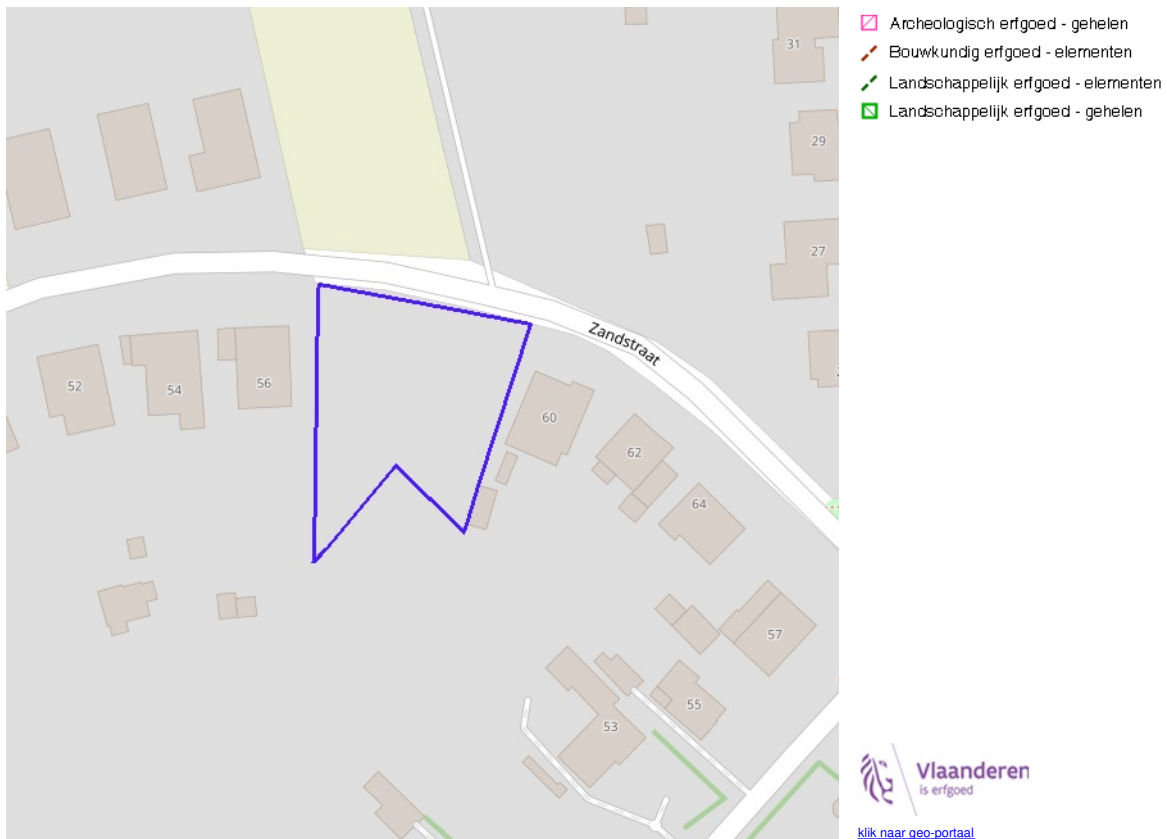 Archeologisch erfgoed - gehelen
Bouwkundig erfgoed - elementen
Landschappelijk erfgoed - elementen
Landschappelijk erfgoed - gehelen
31
29
27
Zandstraat
52
54
56
60
62
64
57
55
53
Vlaanderen
is erfgoed
klik naar geo-portaal